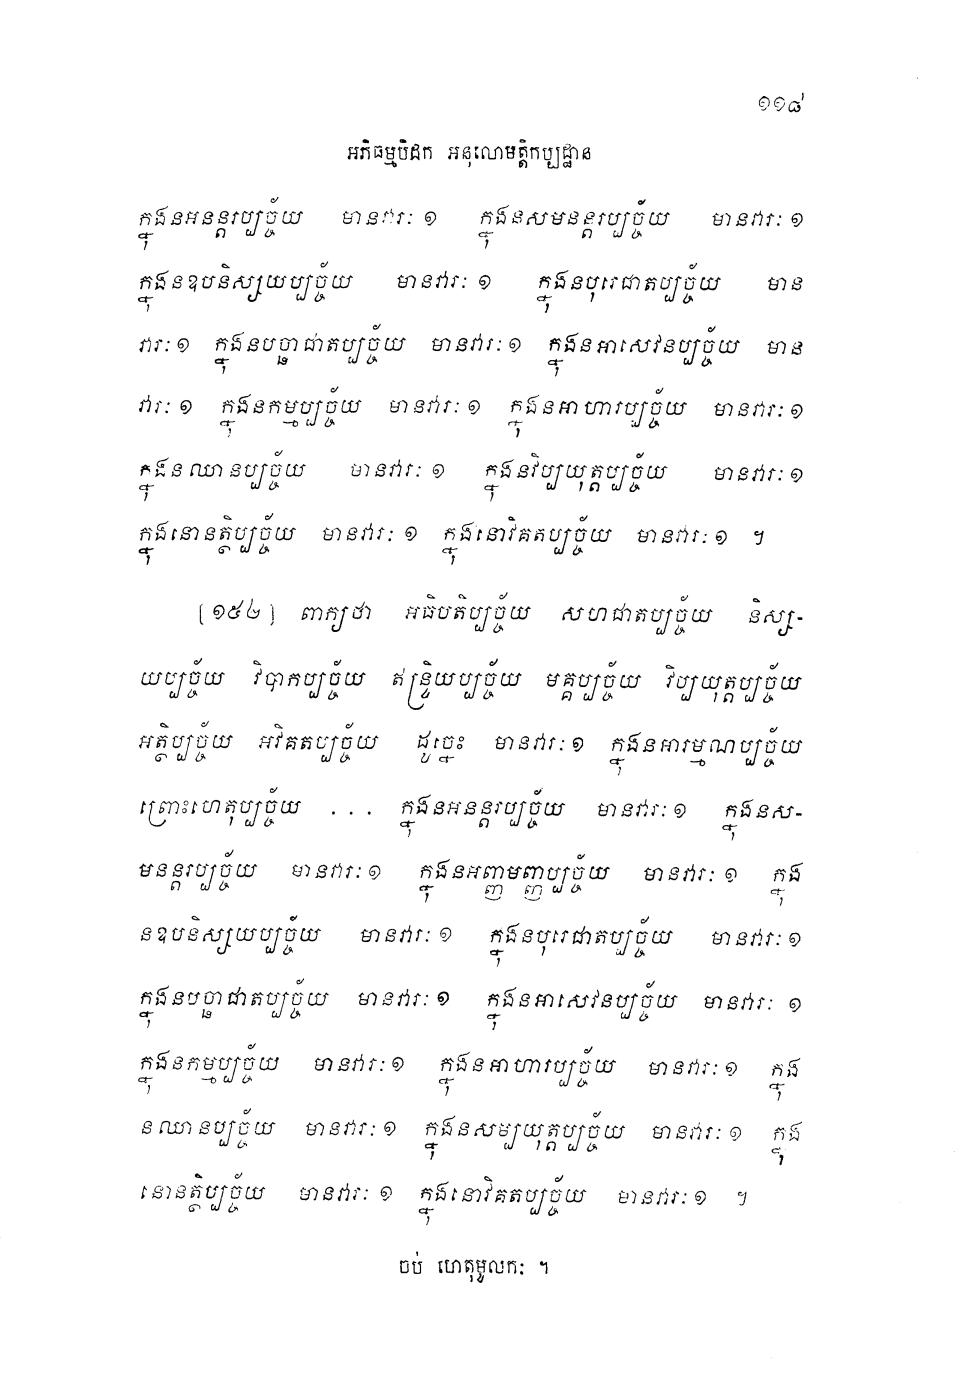 ១១៨
អភិធម្មបិដក អនុលោមត្តិកប្បដ្ឋាន
ក្នុងនអនន្តរប្បច្ច័យ មានវារៈ ១ ក្នុងនសមនន្តរប្បច្ច័យ មានវារៈ ១
ក្នុងនឧបនិស្សយប្បច្ច័យ មានវារៈ ១ ក្នុងនបុរេជាតប្បច្ច័យ មាន
វារៈ ១ ក្នុងនបច្ឆាជាតប្បច្ច័យ មានវារៈ ១ ក្នុងនអាសេវនប្បច្ច័យ មាន
វារៈ ១ ក្នុងនកម្មប្បច្ច័យ មានវារៈ ១ ក្នុងនអាហារប្បច្ច័យ មានវារៈ ១
ក្នុងនឈានប្បច្ច័យ មានវារៈ ១ ក្នុងនវិប្បយុត្តប្បច្ច័យ មានវារៈ ១
ក្នុងនោនត្ថិប្បច្ច័យ មានវារៈ ១ ក្នុងនោវិគតប្បច្ច័យ មានវារៈ ១ ។
[១៥២] ពាក្យថា អធិបតិប្បច្ច័យ សហជាតប្បច្ច័យ និស្ស-
យប្បច្ច័យ វិបាកប្បច្ច័យ ឥន្ទ្រិយប្បច្ច័យ មគ្គប្បច្ច័យ វិប្បយុត្តប្បច្ច័យ
អត្ថិប្បច្ច័យ អវិគតប្បច្ច័យ ដូច្នេះ មានវារៈ ១ ក្នុងនអារម្មណប្បច្ច័យ
ព្រោះហេតុប្បច្ច័យ . . . ក្នុងនអនន្តរប្បច្ច័យ មានវារៈ ១ ក្នុងនស-
មនន្តរប្បច្ច័យ មានវារៈ ១ ក្នុងនអញ្ញមញ្ញប្បច្ច័យ មានវារៈ ១ ក្នុង
នឧបនិស្សយប្បច្ច័យ មានវារៈ ១ ក្នុងនបុរេជាតប្បច្ច័យ មានវារៈ ១
ក្នុងនបច្ឆាជាតប្បច្ច័យ មានវារៈ ១ ក្នុងនអាសេវនប្បច្ច័យ មានវារៈ ១
ក្នុងនកម្មប្បច្ច័យ មានវារៈ ១ ក្នុងនអាហារប្បច្ច័យ មានវារៈ ១ ក្នុង
នឈានប្បច្ច័យ មានវារៈ ១ ក្នុងនសម្បយុត្តប្បច្ច័យ មានវារៈ ១ ក្នុង
នោនត្ថិប្បច្ច័យ មានវារៈ ១ ក្នុងនោវិគតប្បច្ច័យ មានវារៈ ១ ។
ចប់ ហេតុមូលកៈ ។